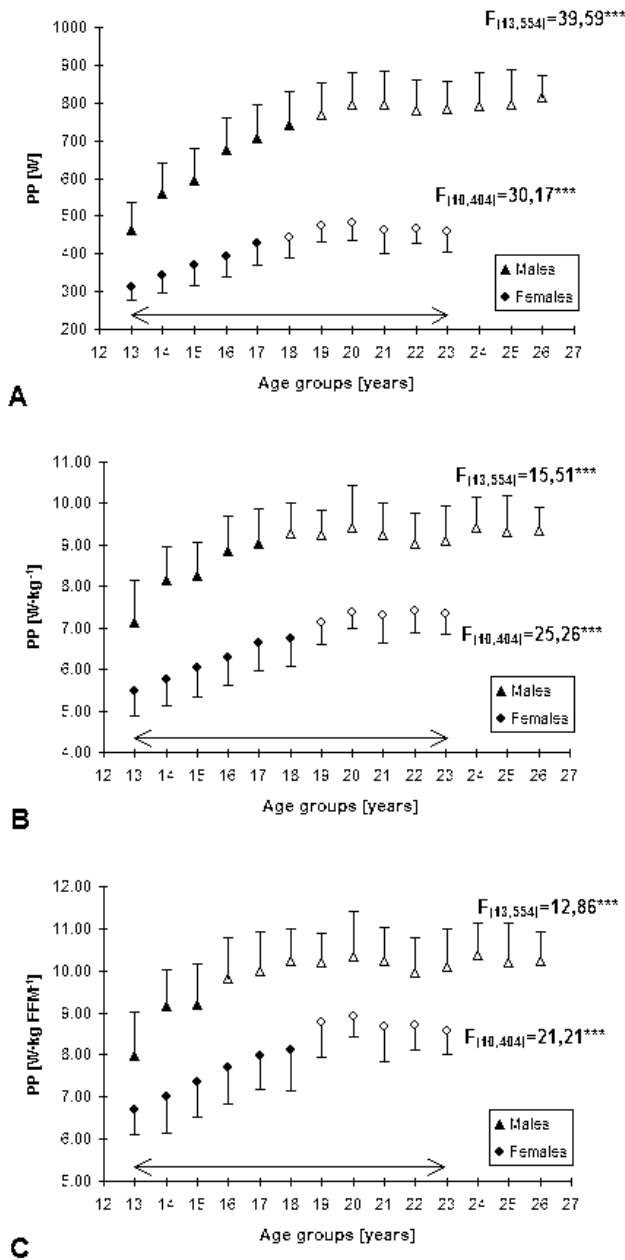 F[13,554]=39,59***
1000
900
800
700
600
500
400
300
200
PP [W]
F[10,404]=30,17***
Males
Females
12 13 14 15 16 17 18 19 20 21 22 23 24 25 26 27
Age groups [years]
A
11.00
10.00
9.00
8.00
7.00
6.00
5.00
4.00
PP [W·kg-1]
F[13,554]=15,51***
F[10,404]=25,26***
Males
Females
12 13 14 15 16 17 18 19 20 21 22 23 24 25 26 27
Age groups [years]
B
12.00
11.00
10.00
9.00
8.00
7.00
6.00
5.00
PP [W·kg FFM-1]
F[13,554]=12,86***
F[10,404]=21,21***
Males
Females
12 13 14 15 16 17 18 19 20 21 22 23 24 25 26 27
Age groups [years]
C